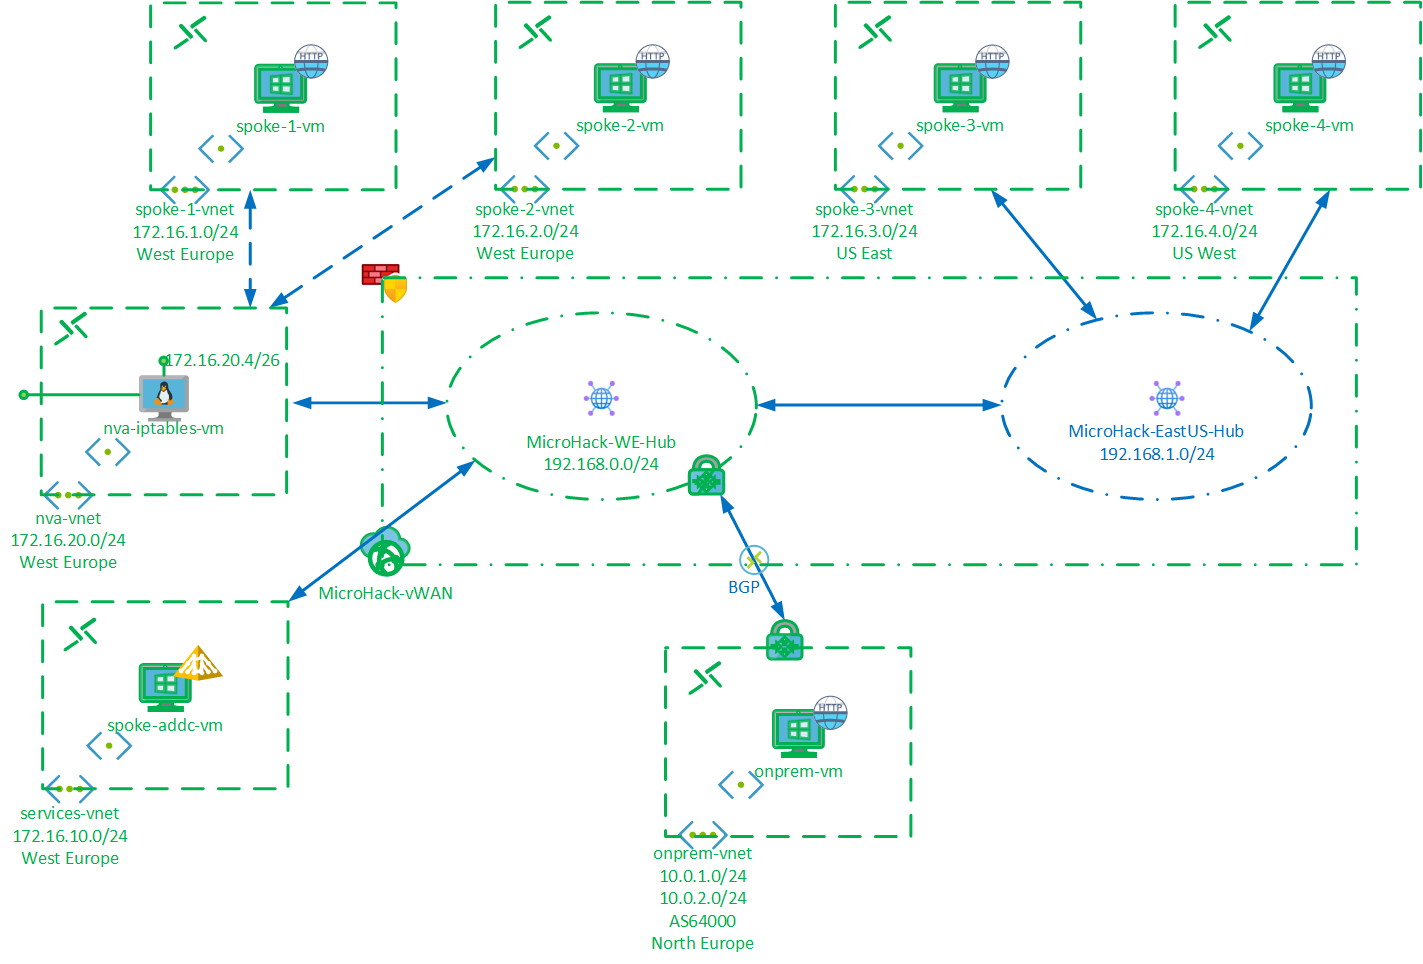 HTTP
spoke-1-vm
spoke-1-vnet
172.16.1.0/24
West Europe
HTTP
spoke-2-vm
spoke-2-vnet
172.16.2.0/24
West Europe
HTTP
spoke-3-vm
spoke-3-vnet
172.16.3.0/24
US East
HTTP
spoke-4-vm
spoke-4-vnet
172.16.4.0/24
US West
172.16.20.4/26
nva-iptables-vm
nva-vnet
172.16.20.0/24
West Europe
MicroHack-WE-Hub
192.168.0.0/24
MicroHack-EastUS-Hub
192.168.1.0/24
MicroHack-vWAN
BGP
spoke-addc-vm
services-vnet
172.16.10.0/24
West Europe
HTTP
onprem-vm
onprem-vnet
10.0.1.0/24
10.0.2.0/24
AS64000
North Europe